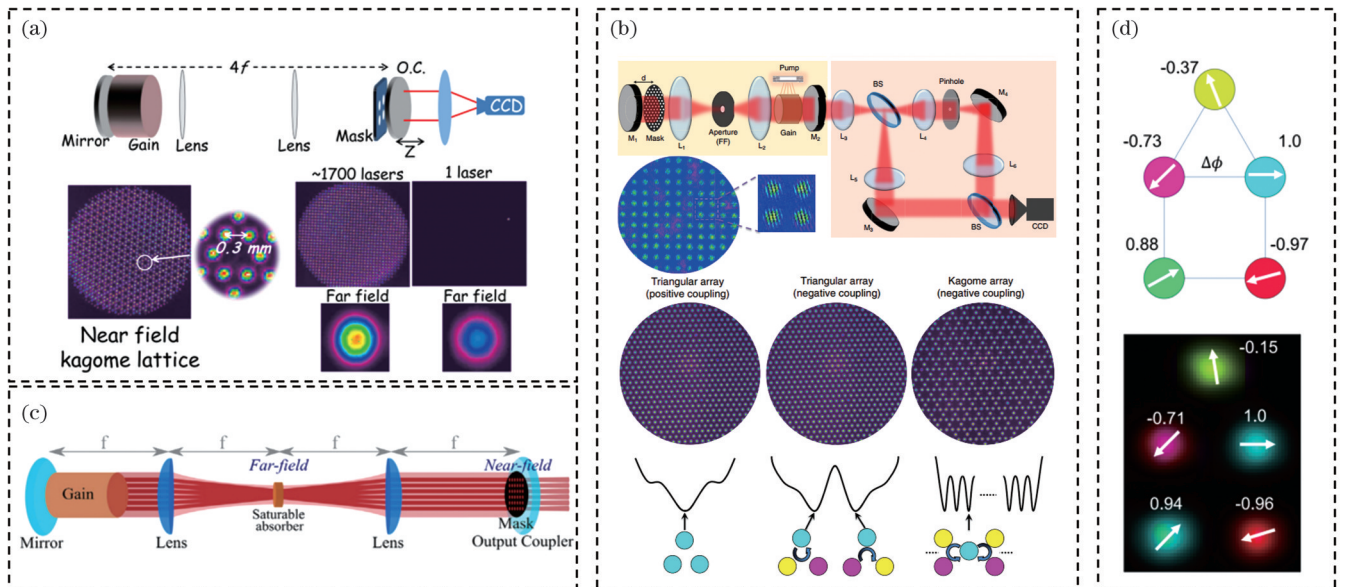 (a)
4f
O.C.
CCD
Mirror
Gain
Lens
Lens
Mask
Z
~1700 lasers
1 laser
0.3 mm
Far field
Far field
Near field
kagome lattice
(b)
Pump
d
M1
Mask
L1
Aperture
(FF)
L2
Gain
M2
L3
BS
L4
Pinhole
M4
L5
L6
M3
BS
CCD
Triangular array
(positive coupling)
Triangular array
(negative coupling)
Kagome array
(negative coupling)
(c)
f
f
f
f
Far-field
Near-field
Gain
Saturable
absorber
Mask
Mirror
Lens
Lens
Output Coupler
(d)
-0.37
-0.73
1.0
Δϕ
0.88
-0.97
-0.15
-0.71
1.0
0.94
-0.96